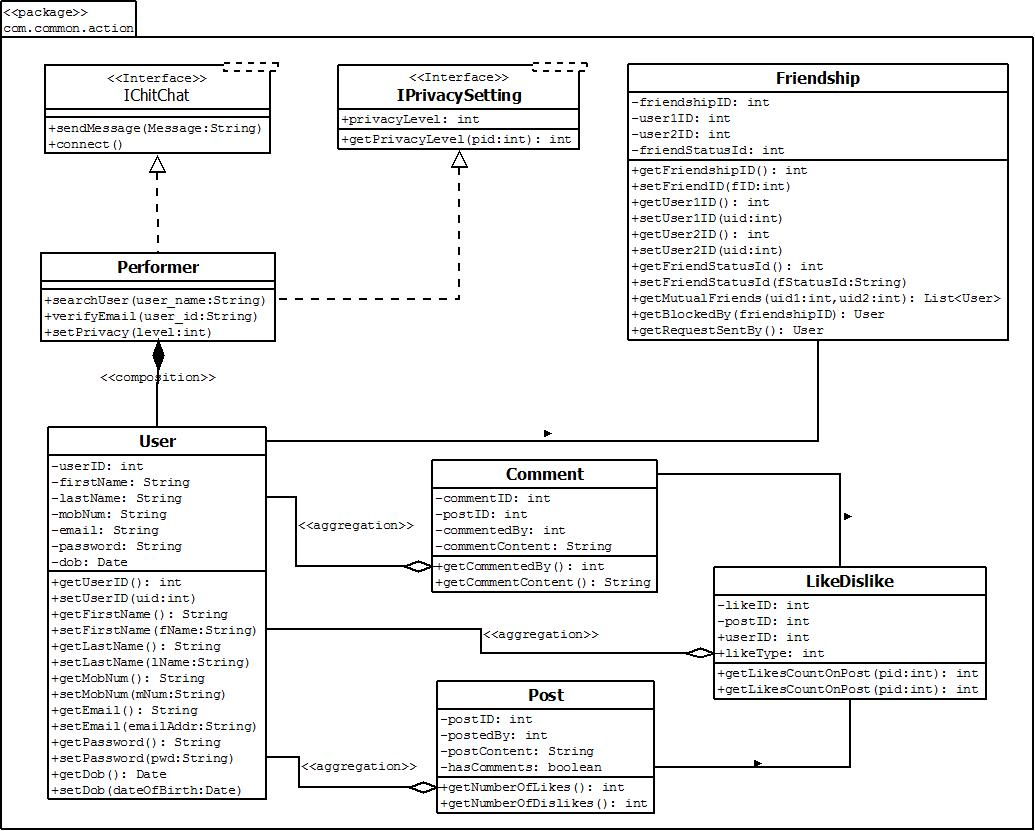 <<package>>
com.common.action
<<Interface>>
IChitChat
+sendMessage(Message:String)
+connect()
<<Interface>>
IPrivacySetting
+privacyLevel: int
+getPrivacyLevel(pid:int): int
Friendship
-friendshipID: int
-user1ID: int
-user2ID: int
-friendStatusId: int
+getFriendshipID(): int
+setFriendID(fID:int)
+getUser1ID(): int
+setUser1ID(uid:int)
+getUser2ID(): int
+setUser2ID(uid:int)
+getFriendStatusId(): int
+setFriendStatusId(fStatusId:String)
+getMutualFriends(uid1:int,uid2:int): List<User>
+getBlockedBy(friendshipID): User
+getRequestSentBy(): User
Performer
+searchUser(user_name:String)
+verifyEmail(user_id:String)
+setPrivacy(level:int)
<<composition>>
User
-userID: int
-firstName: String
-lastName: String
-mobNum: String
-email: String
-password: String
-dob: Date
+getUserID(): int
+setUserID(uid:int)
+getFirstName(): String
+setFirstName(fName:String)
+getLastName(): String
+setLastName(lName:String)
+getMobNum(): String
+setMobNum(mNum:String)
+getEmail(): String
+setEmail(emailAddr:String)
+getPassword(): String
+setPassword(pwd:String)
+getDob(): Date
+setDob(dateOfBirth:Date)
<<aggregation>>
Comment
-commentID: int
-postID: int
-commentedBy: int
-commentContent: String
+getCommentedBy(): int
+getCommentContent(): String
<<aggregation>>
LikeDislike
-likeID: int
-postID: int
+userID: int
+likeType: int
+getLikesCountOnPost(pid:int): int
+getLikesCountOnPost(pid:int): int
<<aggregation>>
Post
-postID: int
-postedBy: int
-postContent: String
-hasComments: boolean
+getNumberOfLikes(): int
+getNumberOfDislikes(): int